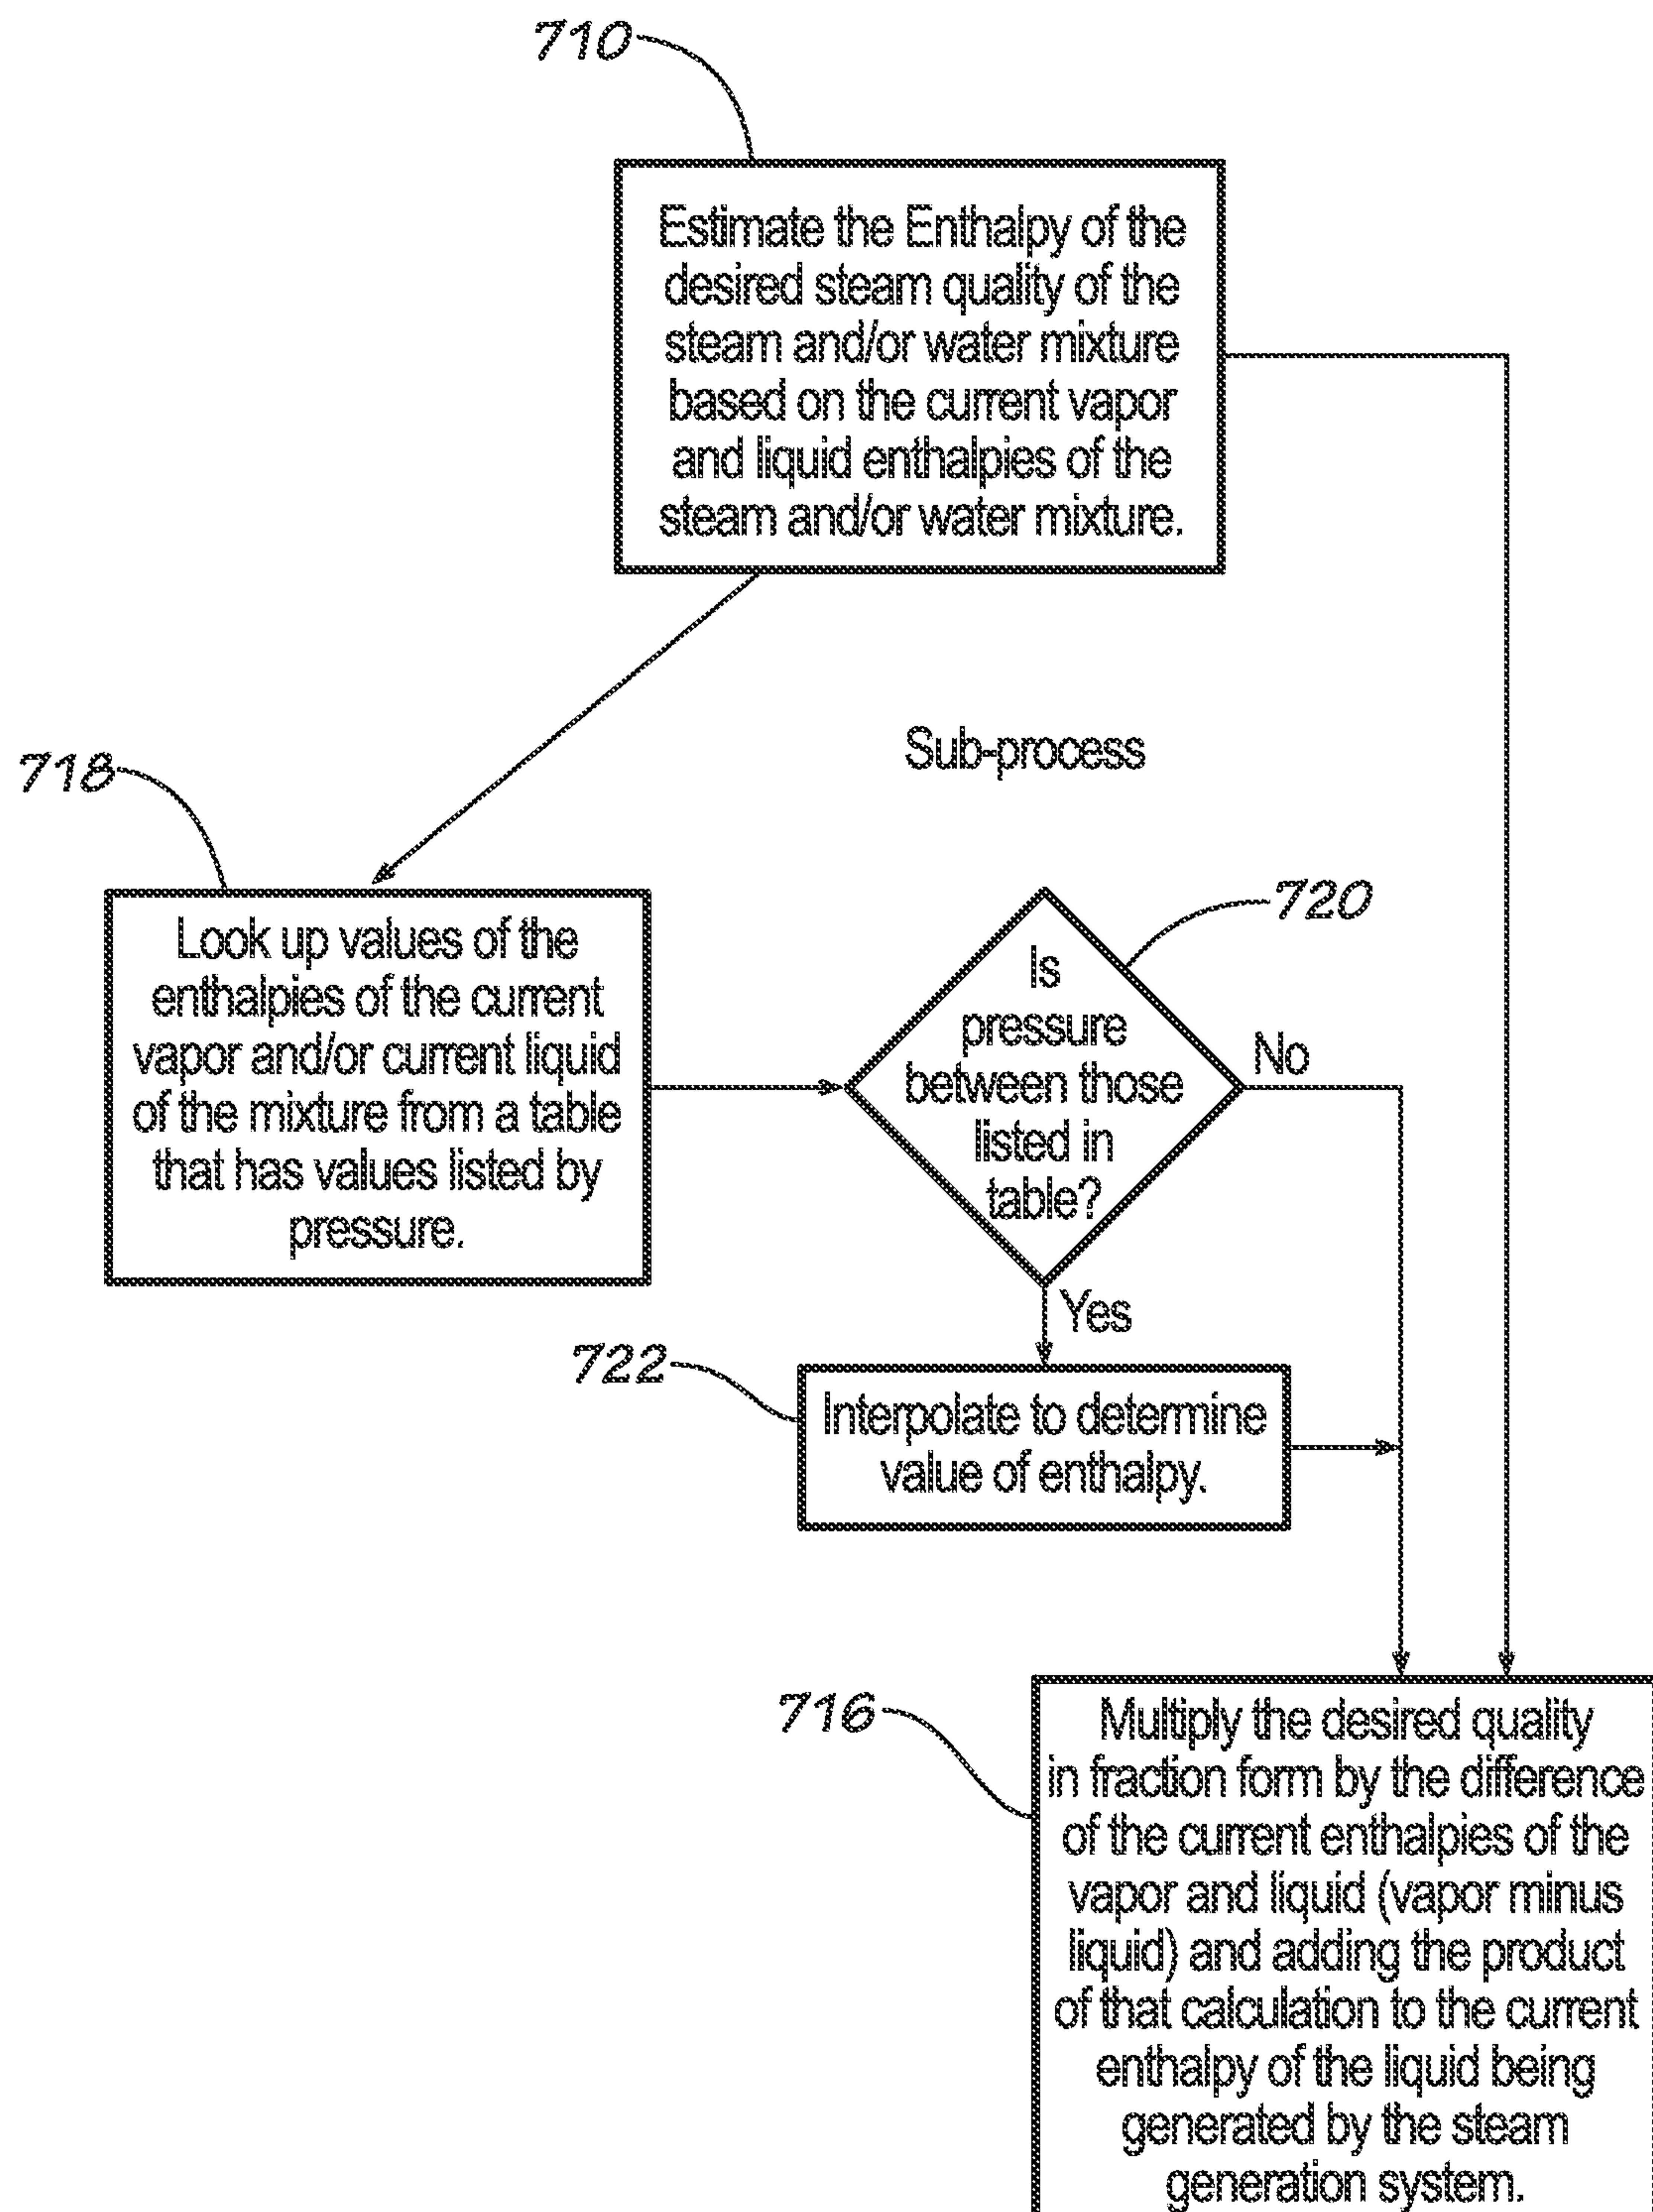 710
Estimate the Enthalpy of the
desired steam quality of the
steam and/or water mixture
based on the current vapor
and liquid enthalpies of the
steam and/or water mixture.
Sub-process
718
Look up values of the
enthalpies of the current
vapor and/or current liquid
of the mixture from a table
that has values listed by
pressure.
720
Is
pressure
between those
listed in
table?
No
Yes
722
Interpolate to determine
value of enthalpy.
716
Multiply the desired quality
in fraction form by the difference
of the current enthalpies of the
vapor and liquid (vapor minus
liquid) and adding the product
of that calculation to the current
enthalpy of the liquid being
generated by the steam
generation system.